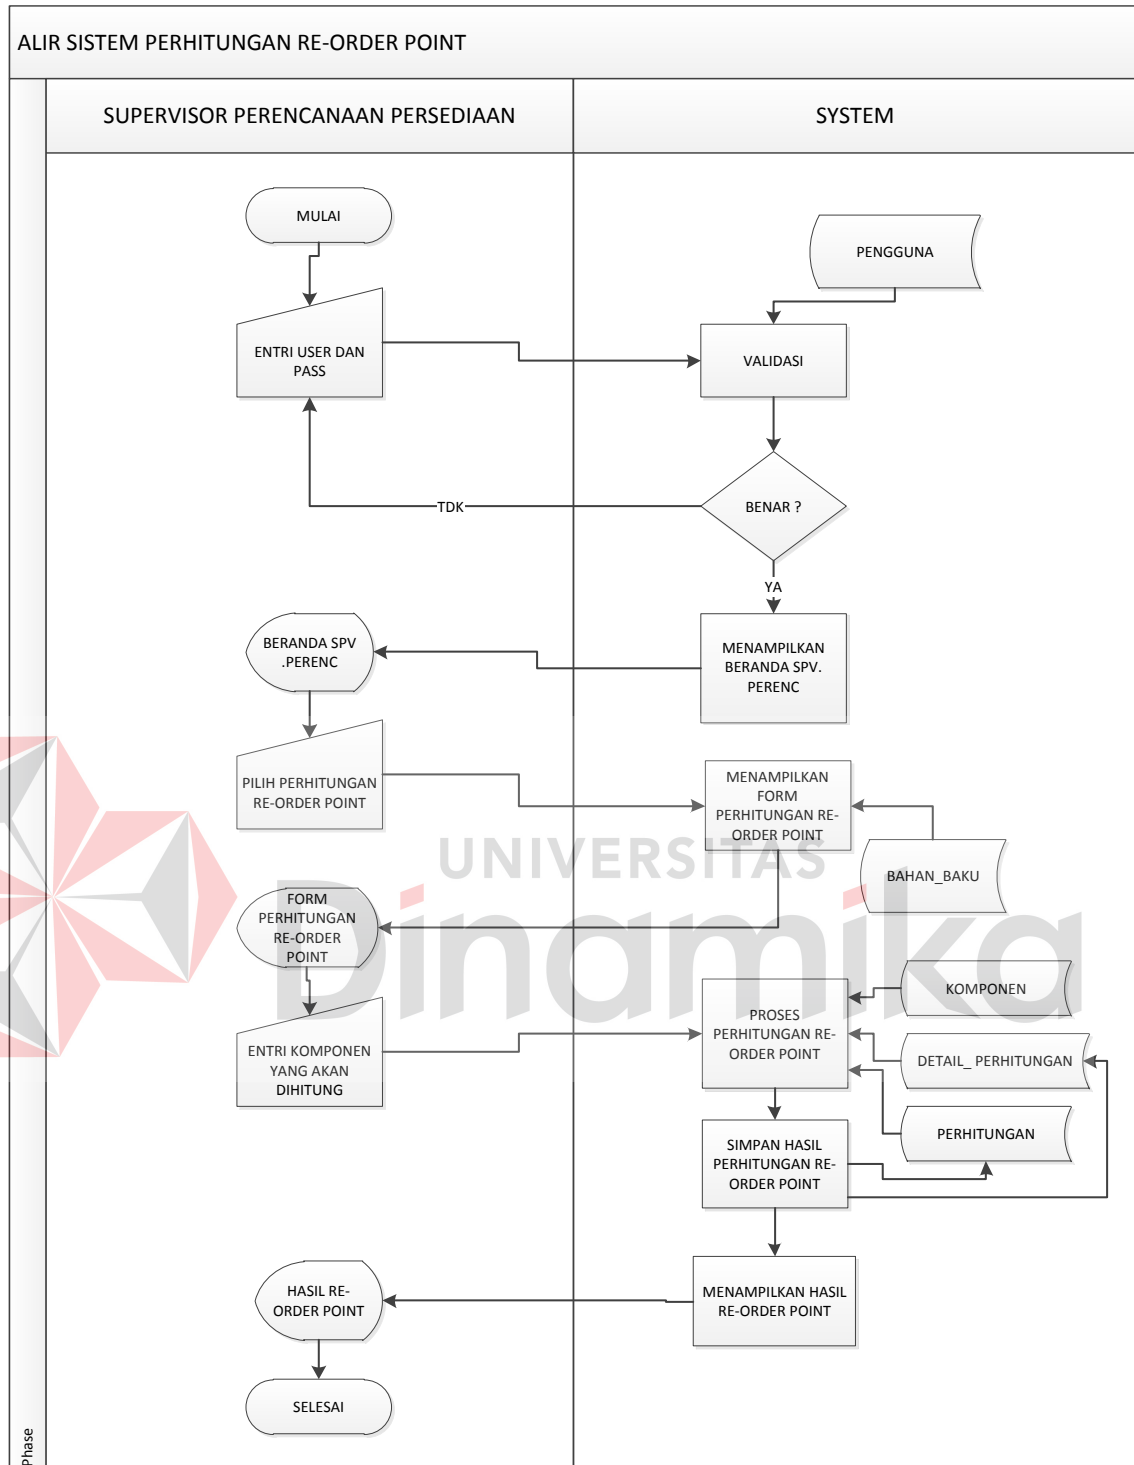 ALIR SISTEM PERHITUNGAN RE-ORDER POINT
SUPERVISOR PERENCANAAN PERSEDIAAN
SYSTEM
MULAI
PENGGUNA
ENTRI USER DAN
PASS
VALIDASI
BENAR ?
TDK
YA
BERANDA SPV
.PERENC
MENAMPILKAN
BERANDA SPV.
PERENC
PILIH PERHITUNGAN
RE-ORDER POINT
MENAMPILKAN
FORM
PERHITUNGAN RE-
ORDER POINT
BAHAN_BAKU
UNIVERSITAS
Dinamika
FORM
PERHITUNGAN
RE-ORDER
POINT
KOMPONEN
PROSES
PERHITUNGAN RE-
ORDER POINT
DETAIL_ PERHITUNGAN
ENTRI KOMPONEN
YANG AKAN
DIHITUNG
PERHITUNGAN
SIMPAN HASIL
PERHITUNGAN RE-
ORDER POINT
HASIL RE-
ORDER POINT
MENAMPILKAN HASIL
RE-ORDER POINT
SELESAI
Phase